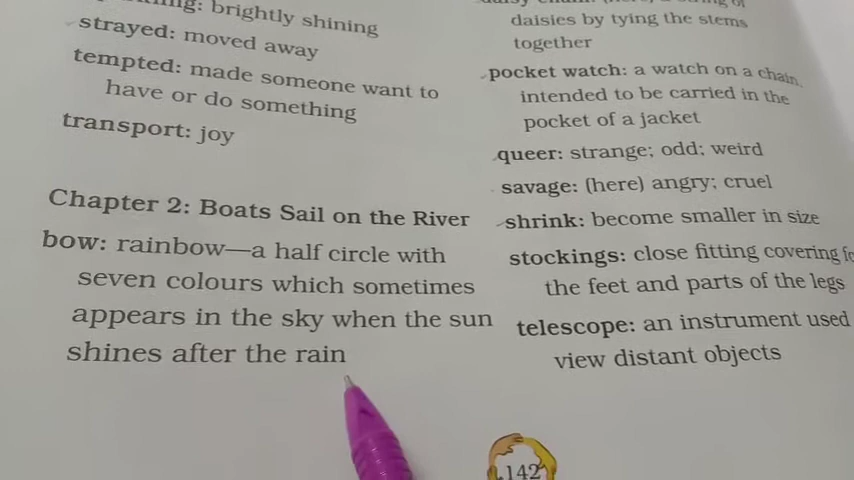 brightly shining
strayed: moved away
tempted: made someone want to
have or do something
transport: joy
Chapter 2: Boats Sail on the River
bow: rainbow—a half circle with
seven colours which sometimes
appears in the sky when the sun
shines after the rain
daisies by tying the stems
together
pocket watch: a watch on a chain,
intended to be carried in the
pocket of a jacket
queer: strange; odd; weird
savage: (here) angry; cruel
shrink: become smaller in size
stockings: close fitting covering
the feet and parts of the legs
telescope: an instrument used
view distant objects
142